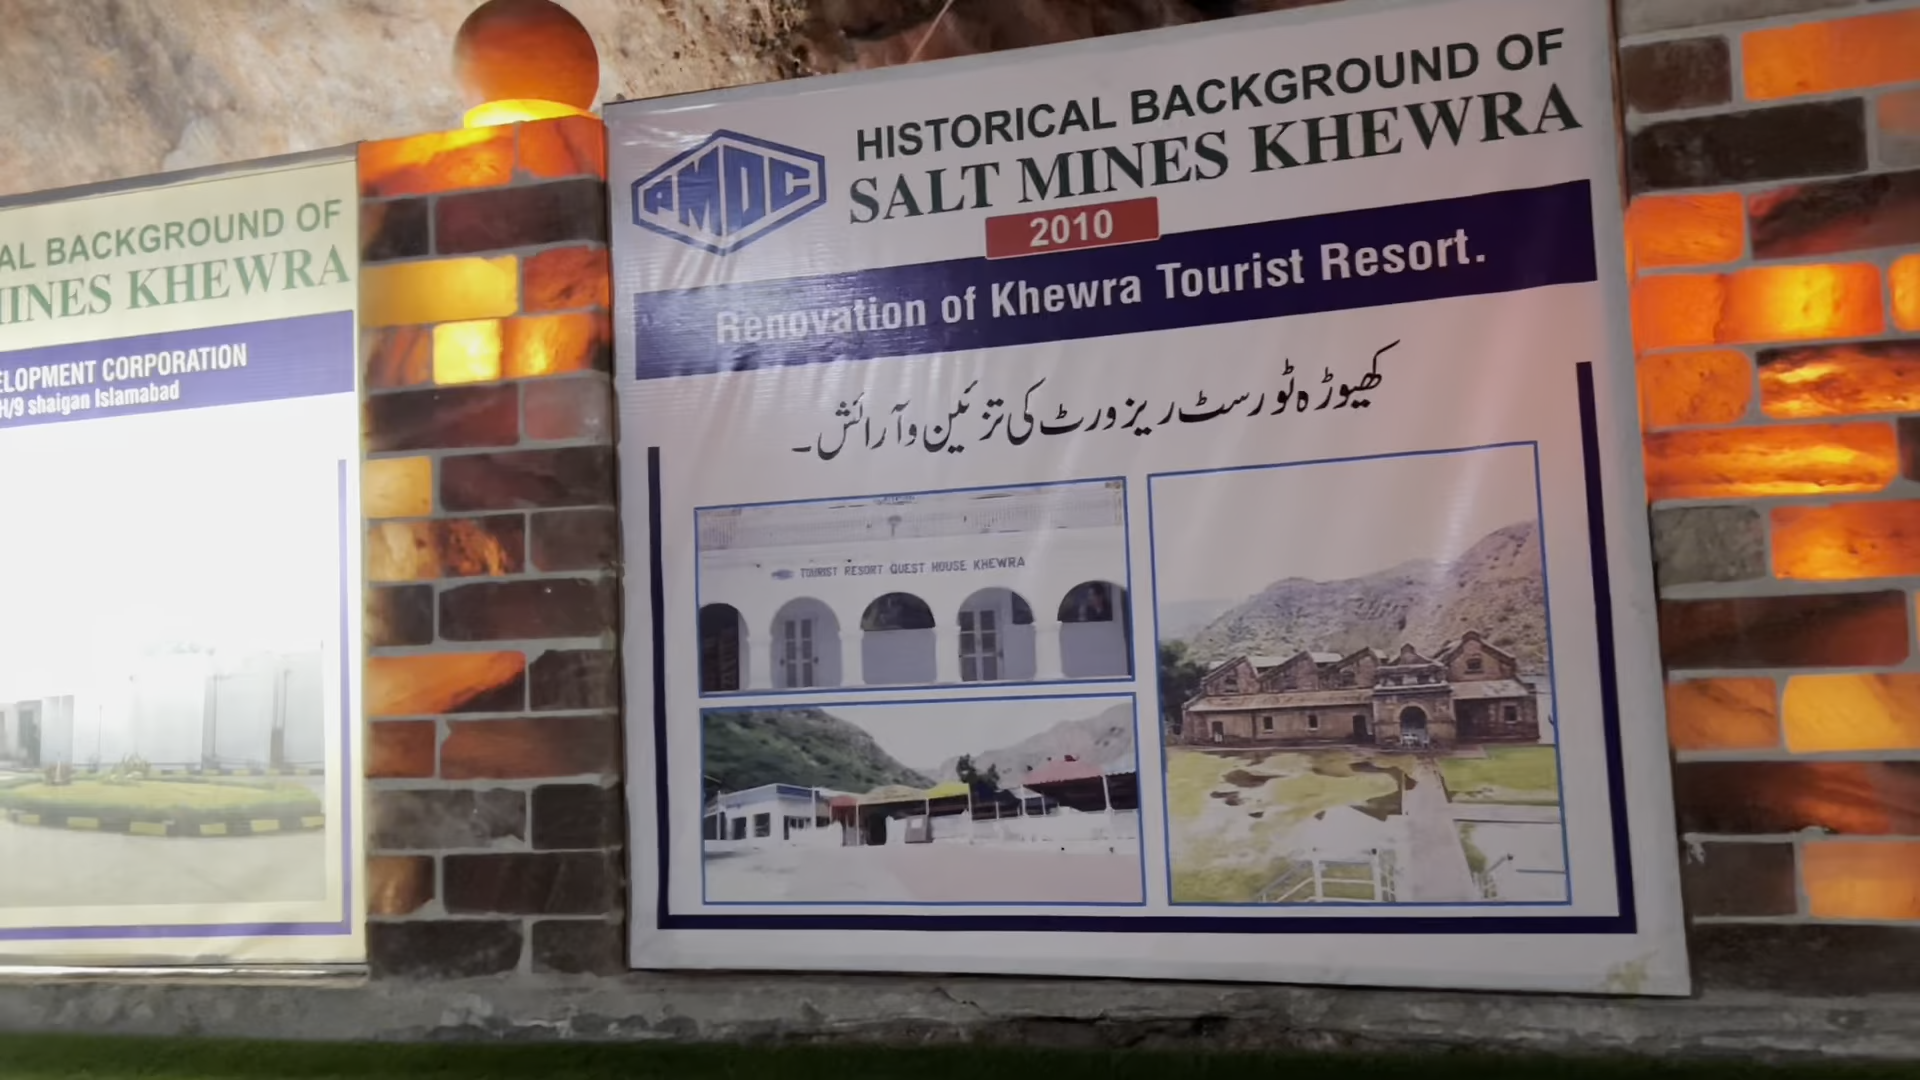 AL BACKGROUND OF
MINES KHEWRA
ELOPMENT CORPORATION
H/9 shaigan Islamabad
PMDC
HISTORICAL BACKGROUND OF
SALT MINES KHEWRA
2010
Renovation of Khewra Tourist Resort.
کھیوڑہ ٹورسٹ ریزورٹ کی تزئین و آرائش۔
TOURIST RESORT GUEST HOUSE KHEWRA